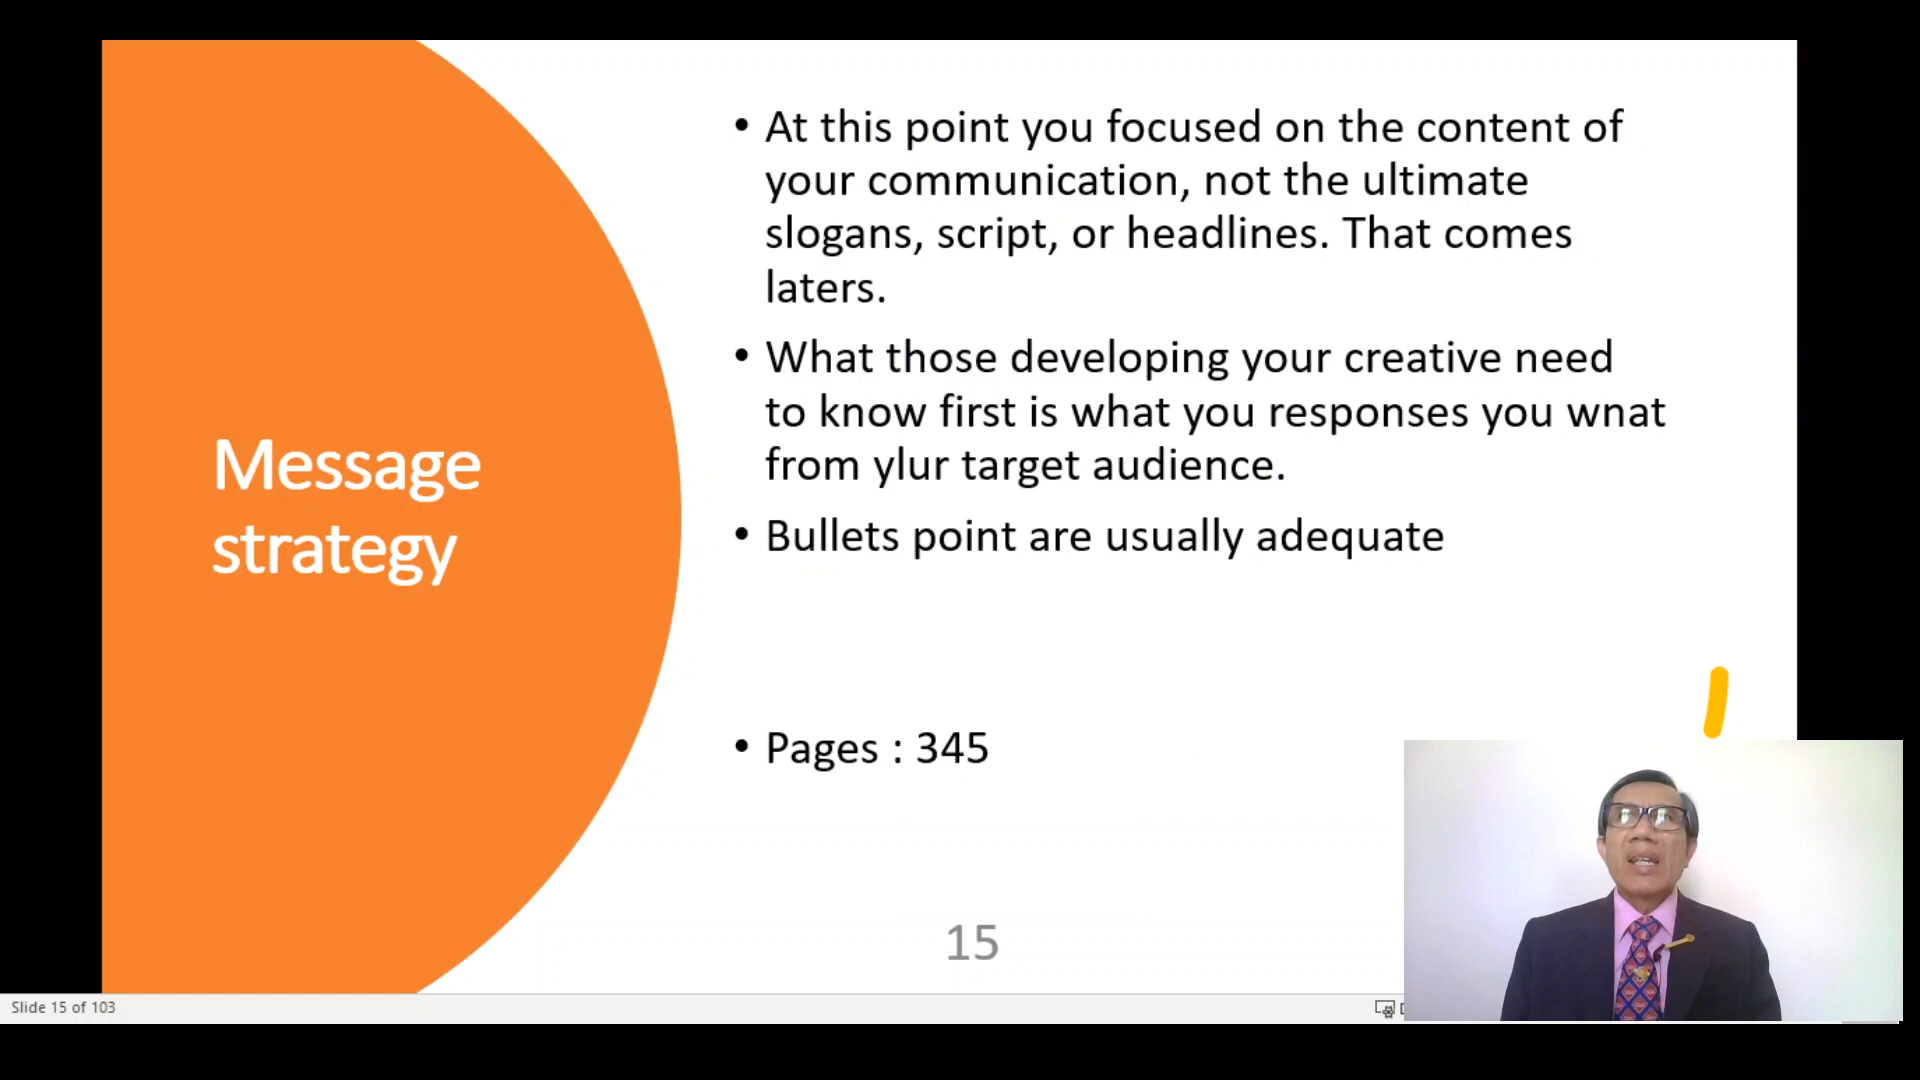 Message
strategy
• At this point you focused on the content of
your communication, not the ultimate
slogans, script, or headlines. That comes
laters.
• What those developing your creative need
to know first is what you responses you wnat
from ylur target audience.
• Bullets point are usually adequate
• Pages : 345
15
Slide 15 of 103